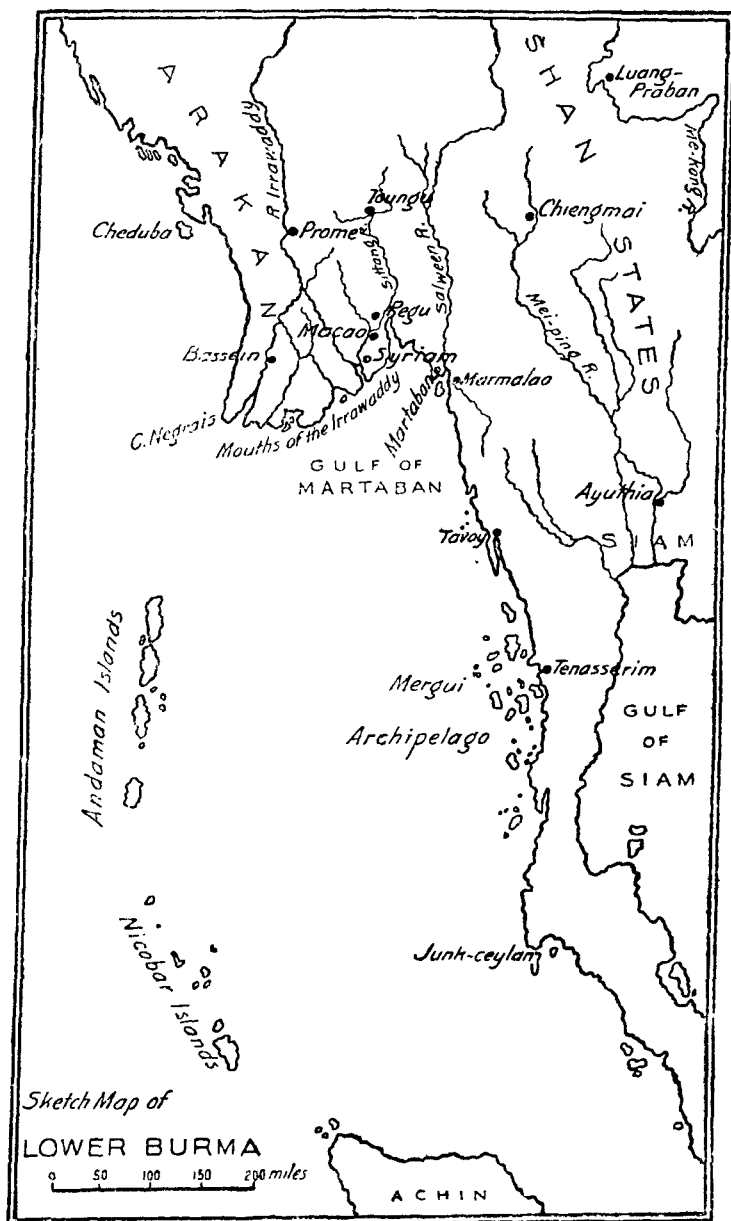 ARAKAN
SHAN
STATES
Luang-
Praban
Me-Kong R.
R Irrawaddy
Toungu
Chiengmai
Cheduba
Prome
Sittang R.
Salween R.
Pegu
Macao
Mei-ping R.
Bassein
Syriam
Marmalao
Martaban
C. Negrais
Mouths of the Irrawaddy
GULF OF
MARTABAN
Ayuthia
SIAM
Tavoy
Andaman Islands
Mergui
Archipelago
Tenasserim
GULF
OF
SIAM
Nicobar Islands
Junk-ceylan
Sketch Map of
LOWER BURMA
0 50 100 150 200 miles
ACHIN